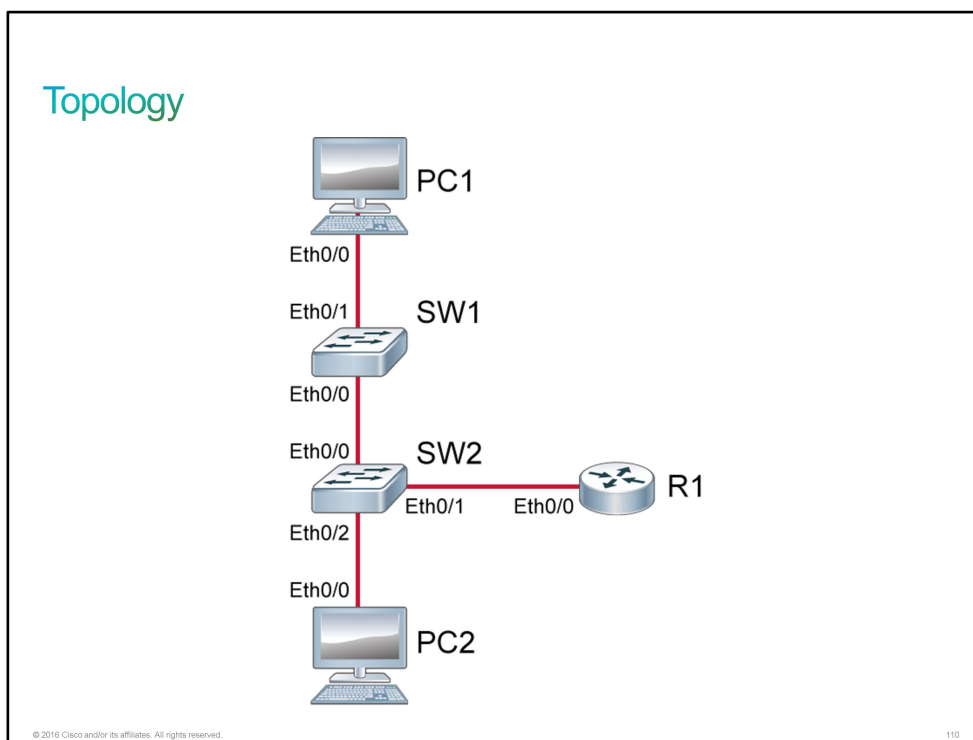 Topology
PC1
Eth0/0
Eth0/1
SW1
Eth0/0
Eth0/0
SW2
Eth0/1
Eth0/0
R1
Eth0/2
Eth0/0
PC2
© 2016 Cisco and/or its affiliates. All rights reserved.
110